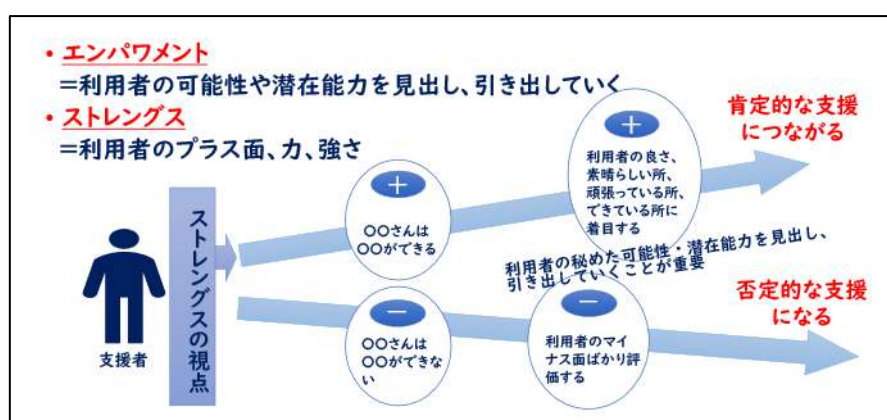 • エンパワメント
＝利用者の可能性や潜在能力を見出し、引き出していく
• ストレングス
＝利用者のプラス面、力、強さ
支援者
ストレングスの視点
＋
〇〇さんは
〇〇ができる
＋
利用者の良さ、
素晴らしい所、
頑張っている所、
できている所に
着目する
肯定的な支援
につながる
利用者の秘めた可能性・潜在能力を見出し、
引き出していくことが重要
－
〇〇さんは
〇〇ができな
い
－
利用者のマイ
ナス面ばかり評
価する
否定的な支援
になる